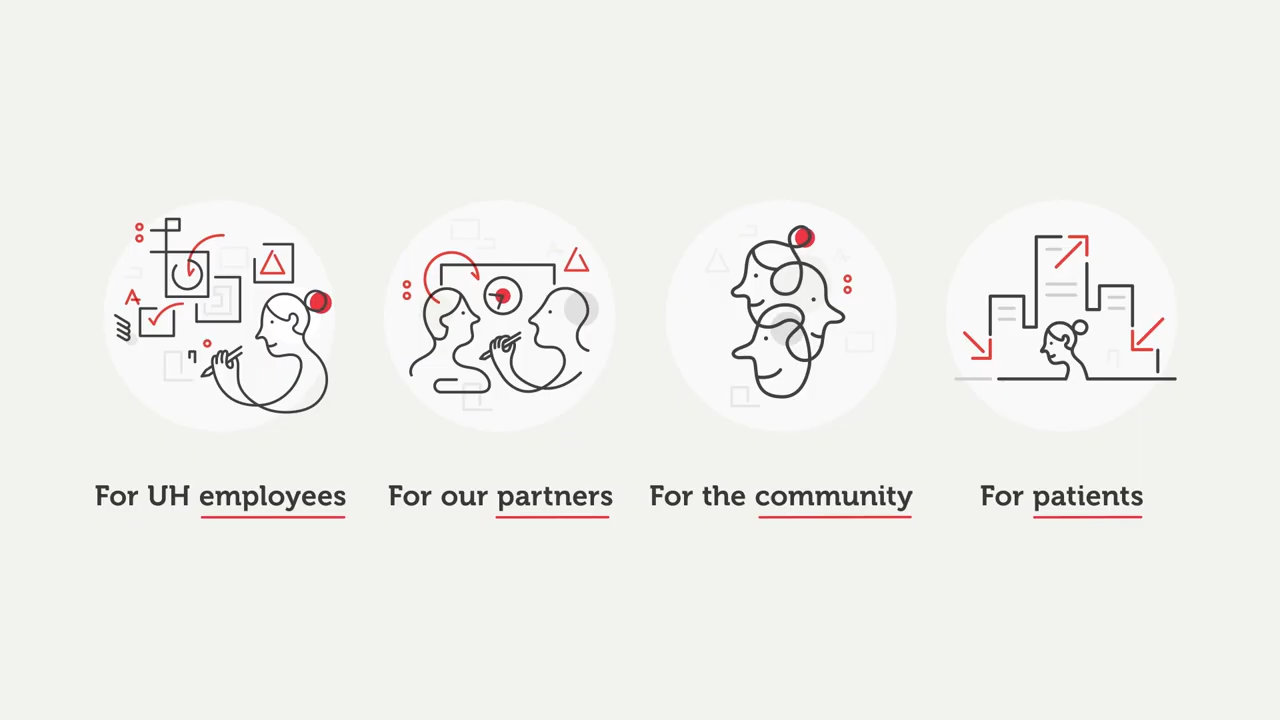 For UH employees
For our partners
For the community
For patients